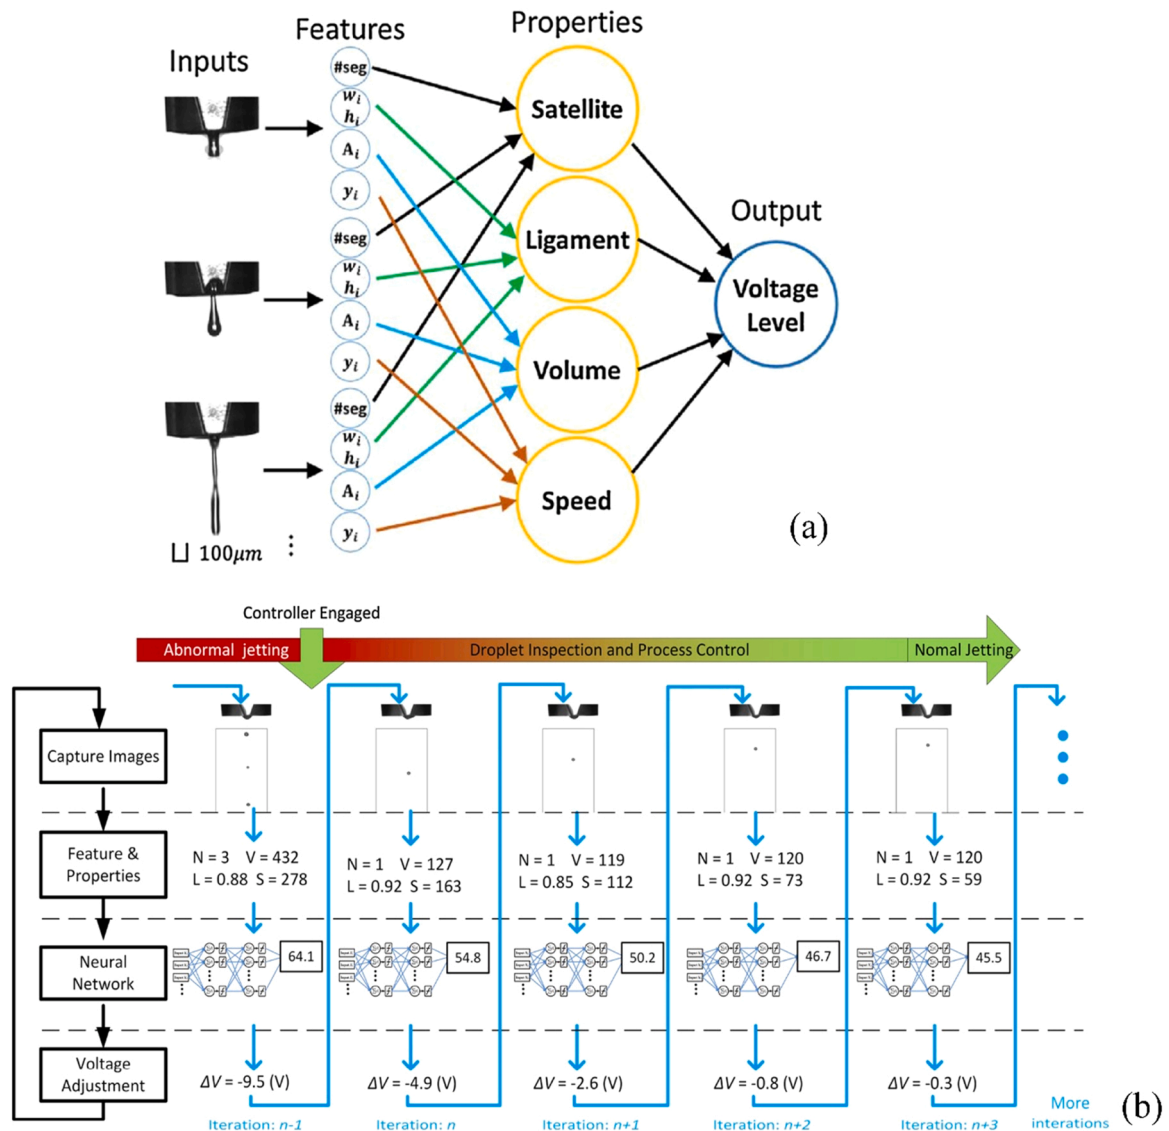 Inputs
Features
Properties
Output
#seg
wᵢ
hᵢ
Aᵢ
yᵢ
#seg
wᵢ
hᵢ
Aᵢ
yᵢ
#seg
wᵢ
hᵢ
Aᵢ
yᵢ
Satellite
Ligament
Volume
Speed
Voltage
Level
100μm
(a)
Controller Engaged
Abnormal jetting
Droplet Inspection and Process Control
Nomal Jetting
Capture Images
Feature &
Properties
N = 3 V = 432
L = 0.88 S = 278
N = 1 V = 127
L = 0.92 S = 163
N = 1 V = 119
L = 0.85 S = 112
N = 1 V = 120
L = 0.92 S = 73
N = 1 V = 120
L = 0.92 S = 59
Neural
Network
64.1
54.8
50.2
46.7
45.5
Voltage
Adjustment
ΔV = -9.5 (V)
ΔV = -4.9 (V)
ΔV = -2.6 (V)
ΔV = -0.8 (V)
ΔV = -0.3 (V)
Iteration: n-1
Iteration: n
Iteration: n+1
Iteration: n+2
Iteration: n+3
More
interations
(b)